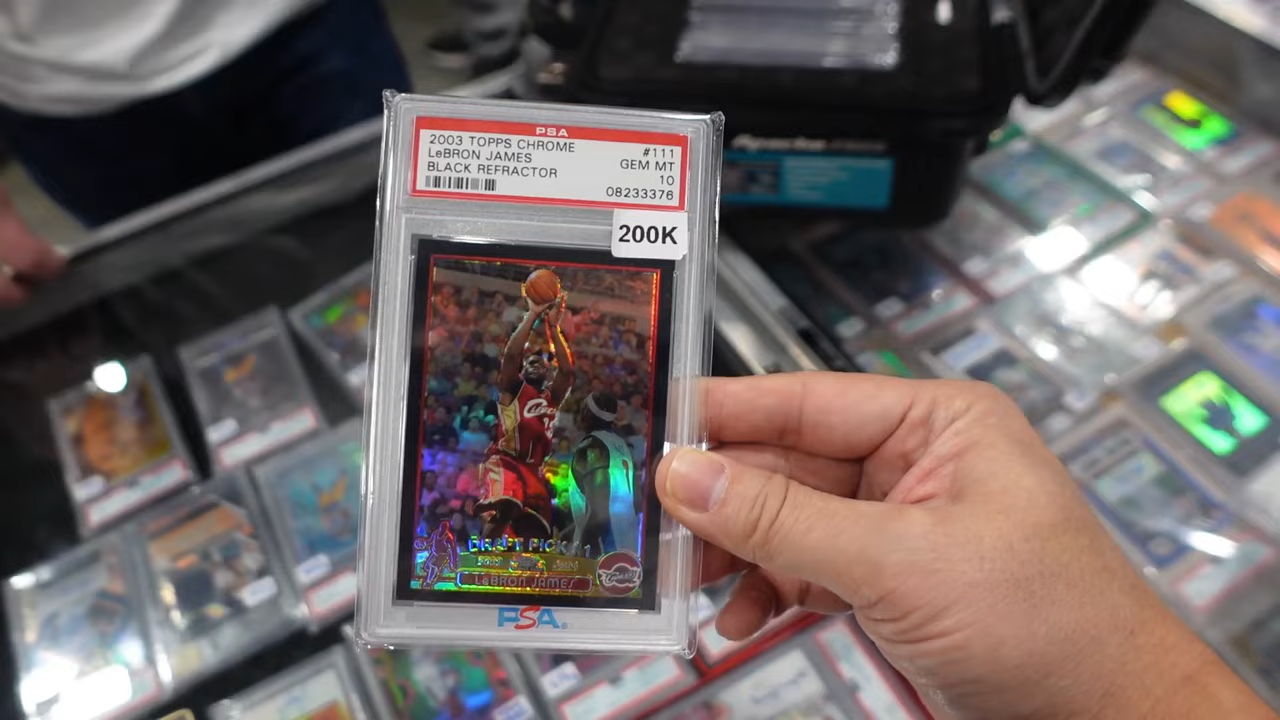 PSA
2003 TOPPS CHROME #111
LeBRON JAMES GEM MT
BLACK REFRACTOR 10
08233376
200K
Cavs
DRAFT PICK #1
LeBRON JAMES
PSA